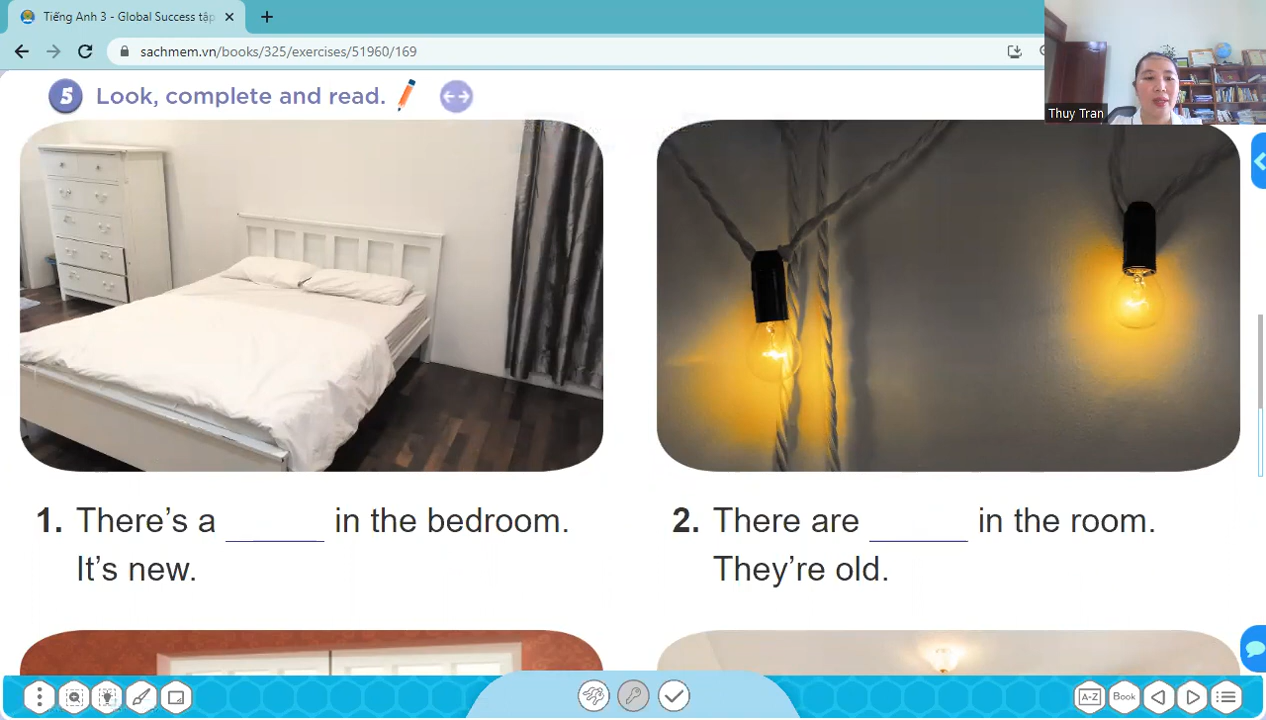 Tiếng Anh 3 - Global Success tập
sachmem.vn/books/325/exercises/51960/169
Thuy Tran
5 Look, complete and read.
1. There's a ______ in the bedroom.
It's new.
2. There are ______ in the room.
They're old.
A-Z
Book